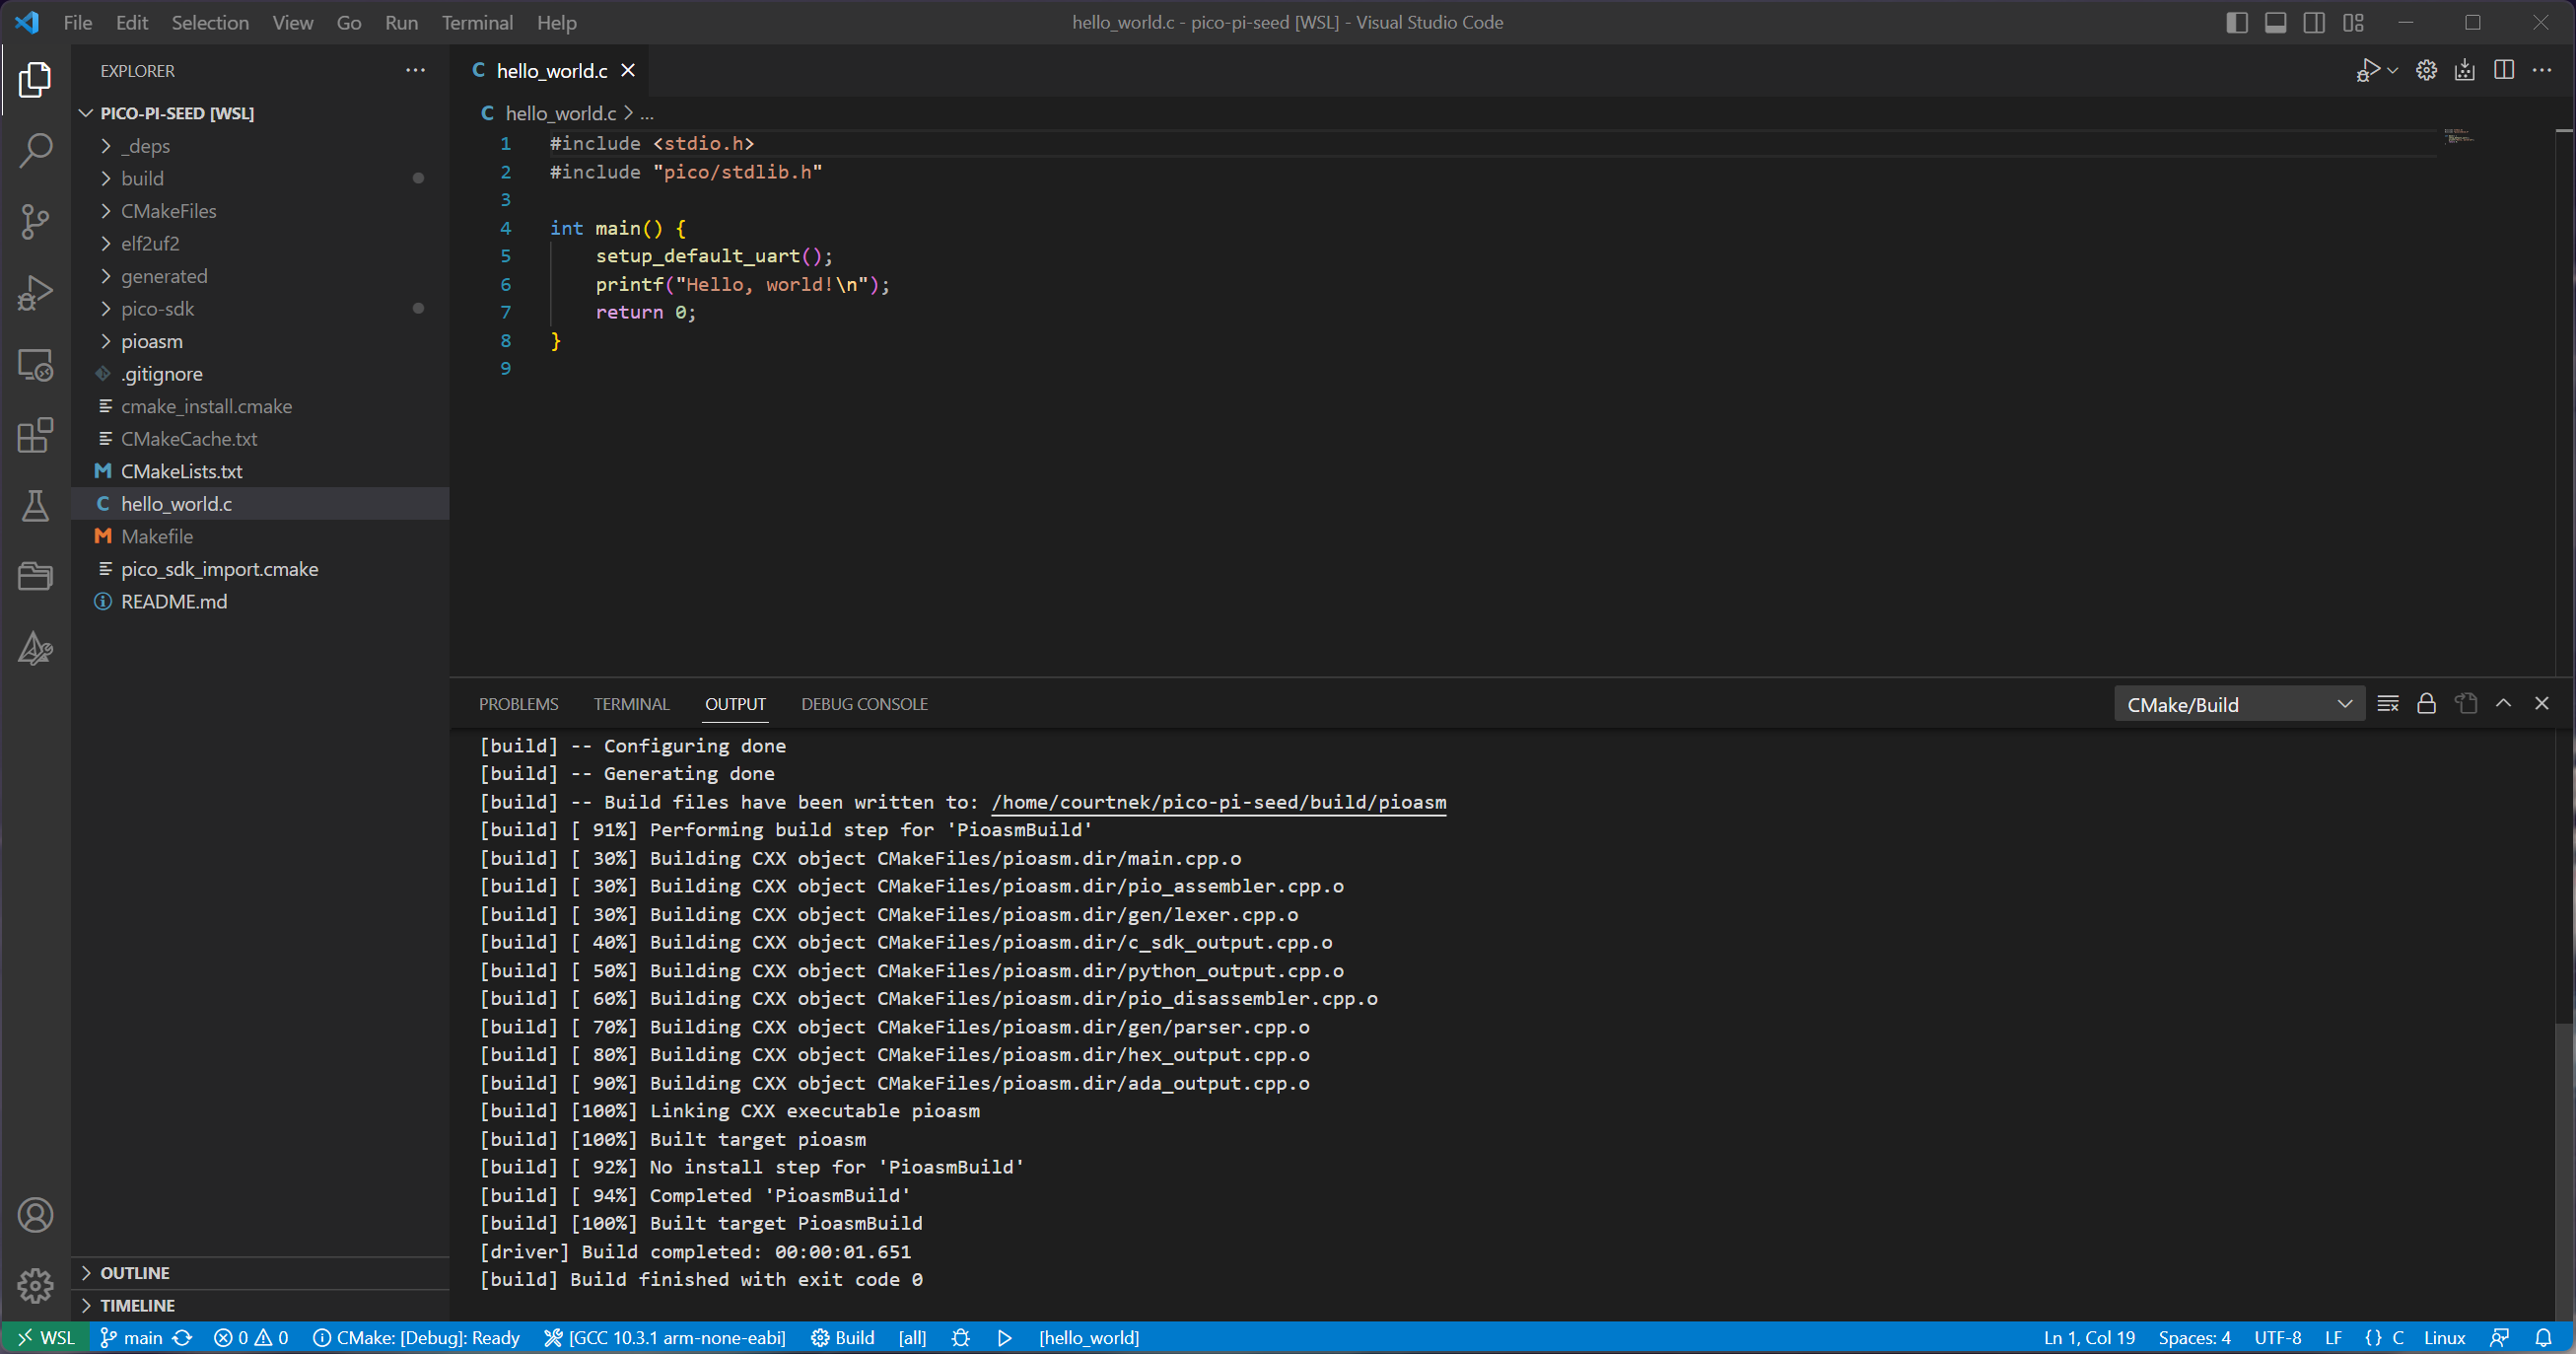 File Edit Selection View Go Run Terminal Help
hello_world.c - pico-pi-seed [WSL] - Visual Studio Code
EXPLORER
PICO-PI-SEED [WSL]
_deps
build
CMakeFiles
elf2uf2
generated
pico-sdk
pioasm
.gitignore
cmake_install.cmake
CMakeCache.txt
M CMakeLists.txt
C hello_world.c
M Makefile
pico_sdk_import.cmake
README.md
OUTLINE
TIMELINE
C hello_world.c
C hello_world.c > ...
1 #include <stdio.h>
2 #include "pico/stdlib.h"
3
4 int main() {
5 setup_default_uart();
6 printf("Hello, world!\n");
7 return 0;
8 }
9
PROBLEMS TERMINAL OUTPUT DEBUG CONSOLE
CMake/Build
[build] -- Configuring done
[build] -- Generating done
[build] -- Build files have been written to: /home/courtnek/pico-pi-seed/build/pioasm
[build] [ 91%] Performing build step for 'PioasmBuild'
[build] [ 30%] Building CXX object CMakeFiles/pioasm.dir/main.cpp.o
[build] [ 30%] Building CXX object CMakeFiles/pioasm.dir/pio_assembler.cpp.o
[build] [ 30%] Building CXX object CMakeFiles/pioasm.dir/gen/lexer.cpp.o
[build] [ 40%] Building CXX object CMakeFiles/pioasm.dir/c_sdk_output.cpp.o
[build] [ 50%] Building CXX object CMakeFiles/pioasm.dir/python_output.cpp.o
[build] [ 60%] Building CXX object CMakeFiles/pioasm.dir/pio_disassembler.cpp.o
[build] [ 70%] Building CXX object CMakeFiles/pioasm.dir/gen/parser.cpp.o
[build] [ 80%] Building CXX object CMakeFiles/pioasm.dir/hex_output.cpp.o
[build] [ 90%] Building CXX object CMakeFiles/pioasm.dir/ada_output.cpp.o
[build] [100%] Linking CXX executable pioasm
[build] [100%] Built target pioasm
[build] [ 92%] No install step for 'PioasmBuild'
[build] [ 94%] Completed 'PioasmBuild'
[build] [100%] Built target PioasmBuild
[driver] Build completed: 00:00:01.651
[build] Build finished with exit code 0
WSL main 0 0 CMake: [Debug]: Ready [GCC 10.3.1 arm-none-eabi] Build [all] [hello_world] Ln 1, Col 19 Spaces: 4 UTF-8 LF {} C Linux